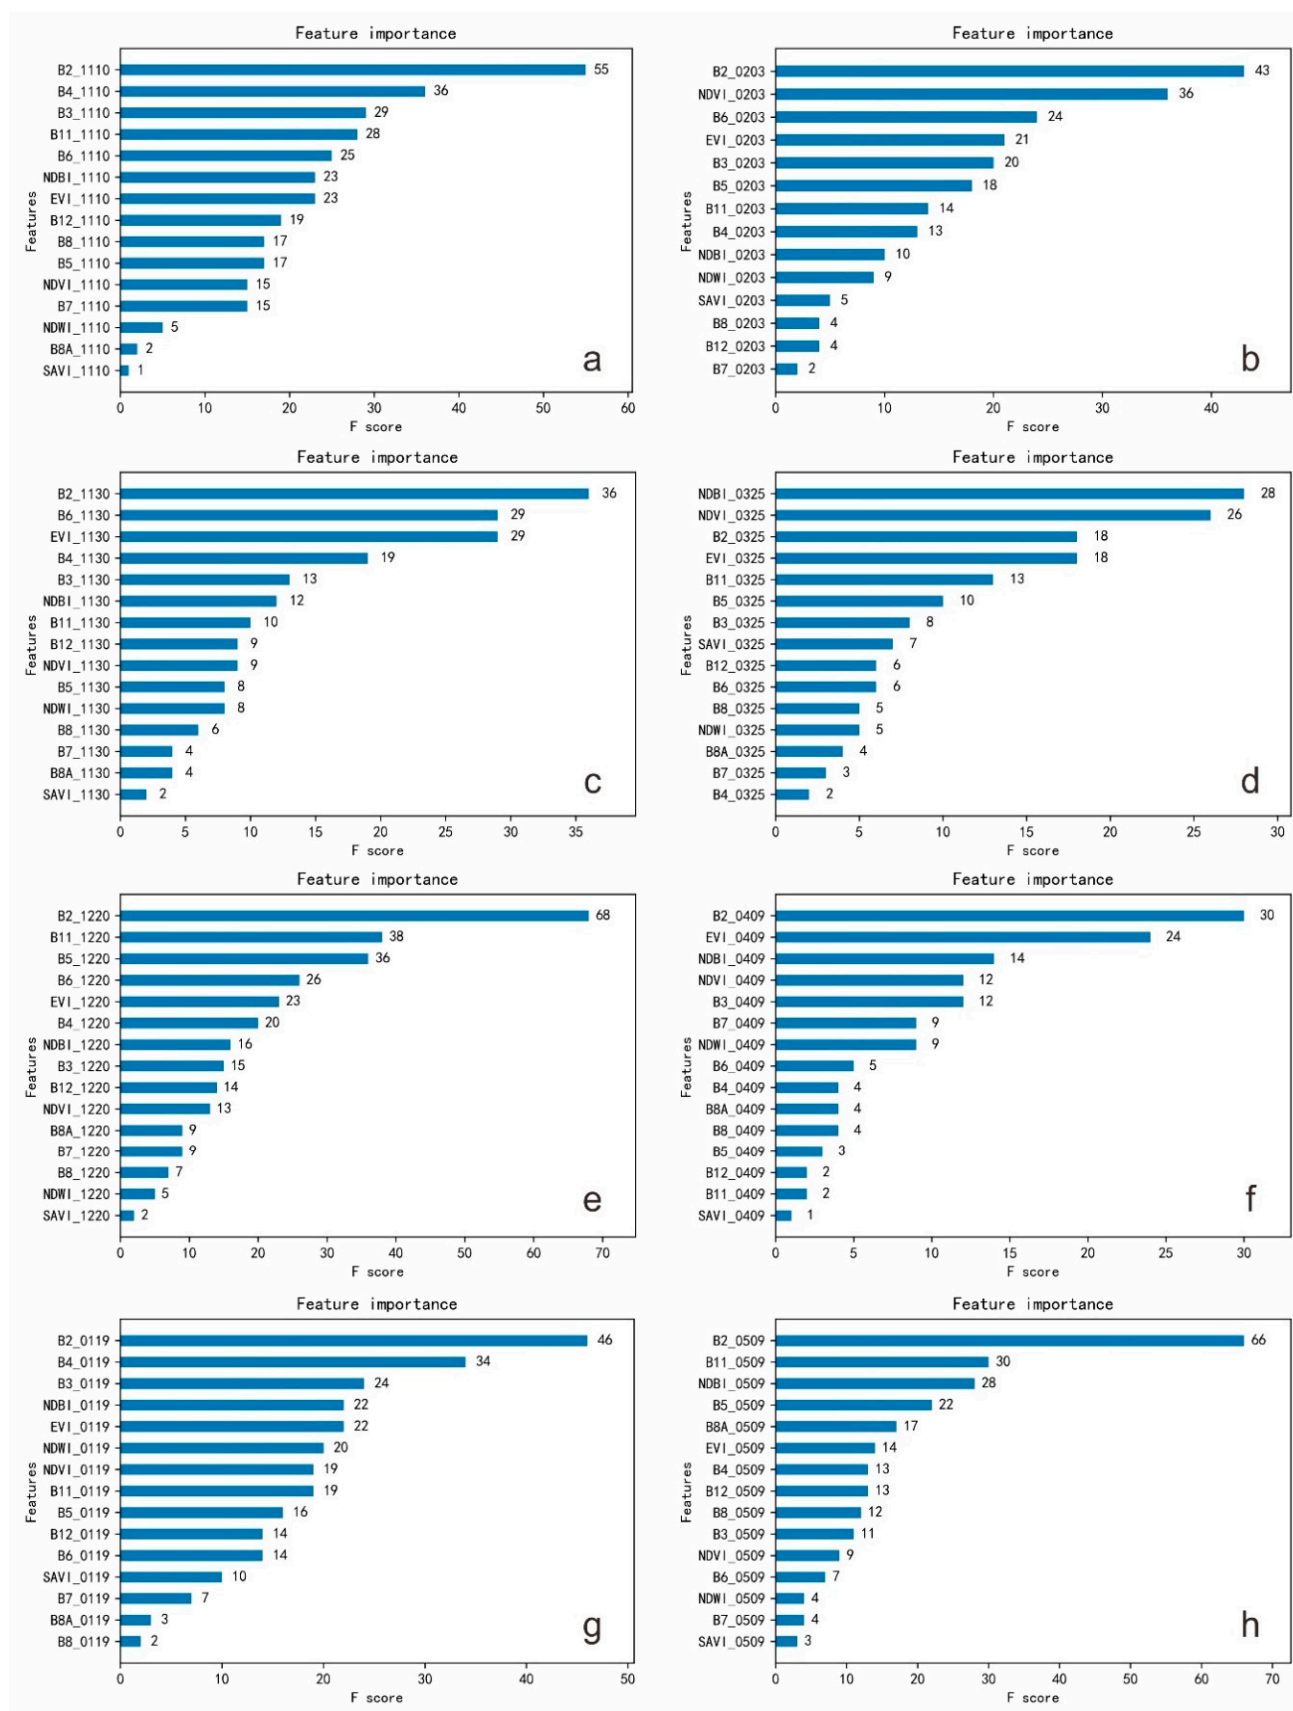 Feature importance
B2_1110 55
B4_1110 36
B3_1110 29
B11_1110 28
B6_1110 25
NDBI_1110 23
EVI_1110 23
B12_1110 19
B8_1110 17
B5_1110 17
NDVI_1110 15
B7_1110 15
NDWI_1110 5
B8A_1110 2
SAVI_1110 1
Features
a
0 10 20 30 40 50 60
F score
Feature importance
B2_0203 43
NDVI_0203 36
B6_0203 24
EVI_0203 21
B3_0203 20
B5_0203 18
B11_0203 14
B4_0203 13
NDBI_0203 10
NDWI_0203 9
SAVI_0203 5
B8_0203 4
B12_0203 4
B7_0203 2
Features
b
0 10 20 30 40
F score
Feature importance
B2_1130 36
B6_1130 29
EVI_1130 29
B4_1130 19
B3_1130 13
NDBI_1130 12
B11_1130 10
B12_1130 9
NDVI_1130 9
B5_1130 8
NDWI_1130 8
B8_1130 6
B7_1130 4
B8A_1130 4
SAVI_1130 2
Features
c
0 5 10 15 20 25 30 35
F score
Feature importance
NDBI_0325 28
NDVI_0325 26
B2_0325 18
EVI_0325 18
B11_0325 13
B5_0325 10
B3_0325 8
SAVI_0325 7
B12_0325 6
B6_0325 6
B8_0325 5
NDWI_0325 5
B8A_0325 4
B7_0325 3
B4_0325 2
Features
d
0 5 10 15 20 25 30
F score
Feature importance
B2_1220 68
B11_1220 38
B5_1220 36
B6_1220 26
EVI_1220 23
B4_1220 20
NDBI_1220 16
B3_1220 15
B12_1220 14
NDVI_1220 13
B8A_1220 9
B7_1220 9
B8_1220 7
NDWI_1220 5
SAVI_1220 2
Features
e
0 10 20 30 40 50 60 70
F score
Feature importance
B2_0409 30
EVI_0409 24
NDBI_0409 14
NDVI_0409 12
B3_0409 12
B7_0409 9
NDWI_0409 9
B6_0409 5
B4_0409 4
B8A_0409 4
B8_0409 4
B5_0409 3
B12_0409 2
B11_0409 2
SAVI_0409 1
Features
f
0 5 10 15 20 25 30
F score
Feature importance
B2_0119 46
B4_0119 34
B3_0119 24
NDBI_0119 22
EVI_0119 22
NDWI_0119 20
NDVI_0119 19
B11_0119 19
B5_0119 16
B12_0119 14
B6_0119 14
SAVI_0119 10
B7_0119 7
B8A_0119 3
B8_0119 2
Features
g
0 10 20 30 40 50
F score
Feature importance
B2_0509 66
B11_0509 30
NDBI_0509 28
B5_0509 22
B8A_0509 17
EVI_0509 14
B4_0509 13
B12_0509 13
B8_0509 12
B3_0509 11
NDVI_0509 9
B6_0509 7
NDWI_0509 4
B7_0509 4
SAVI_0509 3
Features
h
0 10 20 30 40 50 60 70
F score